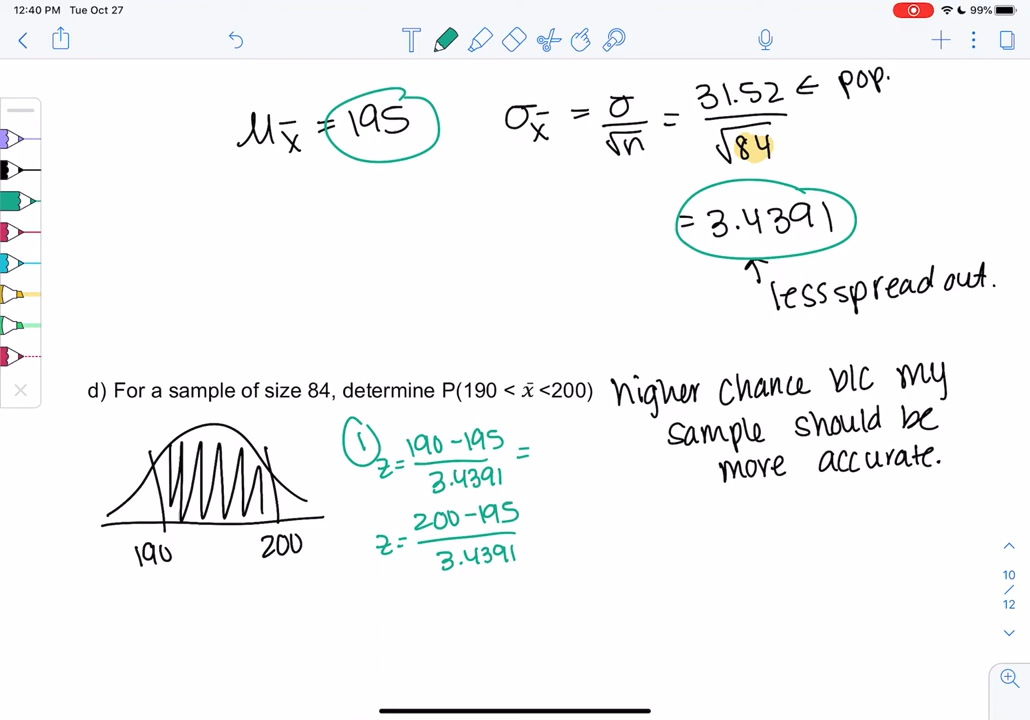 12:40 PM Tue Oct 27
99%
μx̄ = 195
σx̄ = σ/√n = 31.52/√84 ← pop.
= 3.4391
↑ less spread out.
d) For a sample of size 84, determine P(190 < x̄ <200)
higher chance b/c my
sample should be
more accurate.
① z = 190-195/3.4391 =
z = 200-195/3.4391
190 200
10
/
12